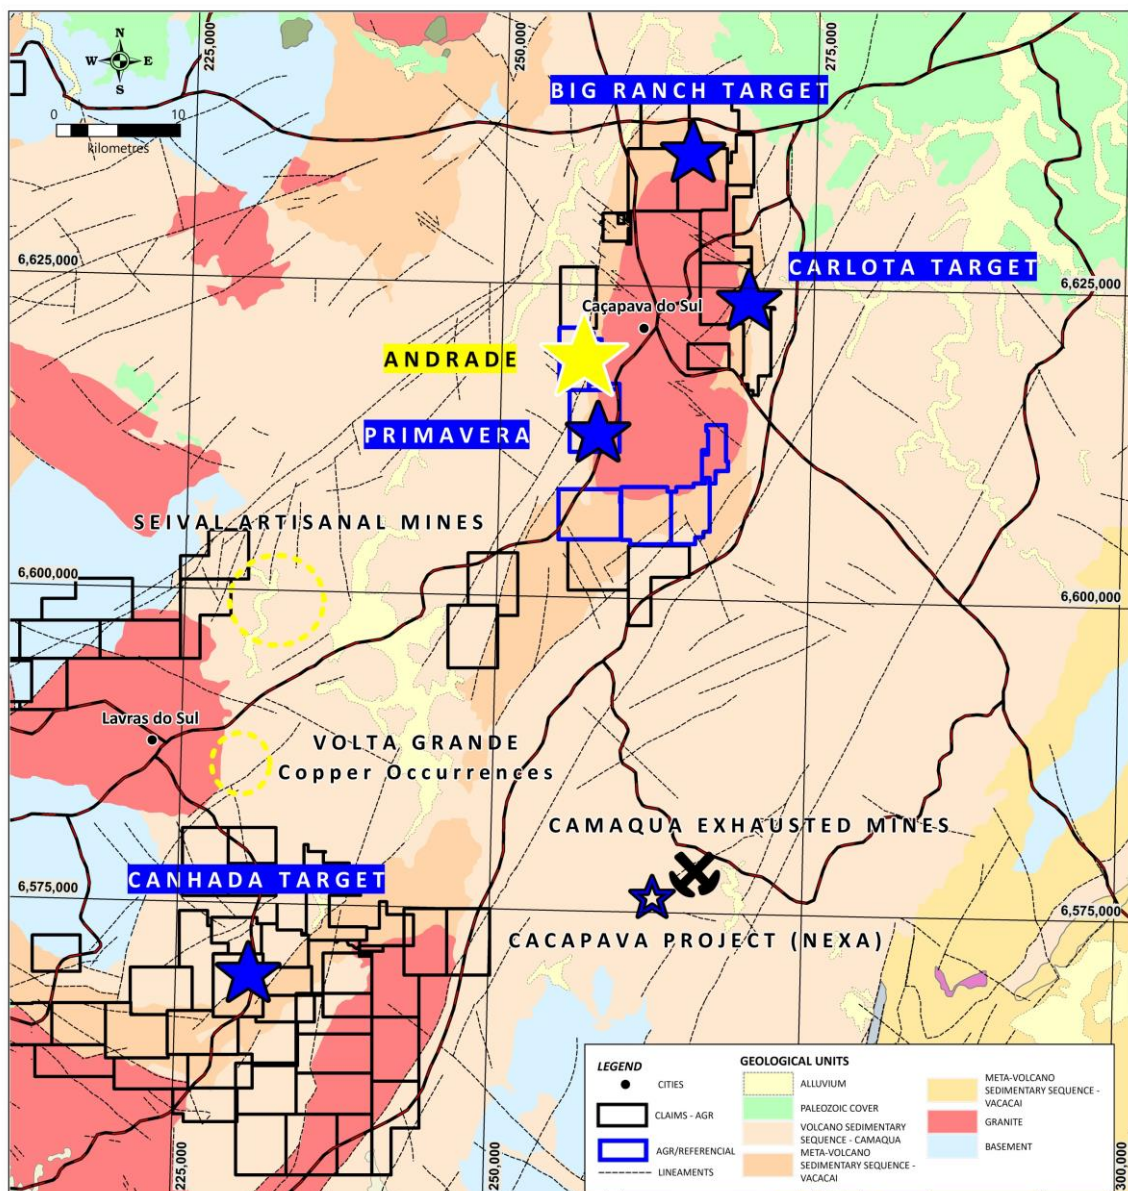 N
W E
S
0 10
kilometres
225,000
250,000
275,000
BIG RANCH TARGET
6,625,000
CARLOTA TARGET
6,625,000
Caçapava do Sul
ANDRADE
PRIMAVERA
SEIVAL ARTISANAL MINES
6,600,000
6,600,000
Lavras do Sul
VOLTA GRANDE
Copper Occurrences
CAMAQUA EXHAUSTED MINES
CANHADA TARGET
6,575,000
6,575,000
CACAPAVA PROJECT (NEXA)
225,000
250,000
300,000
LEGEND
CITIES
CLAIMS - AGR
AGR/REFERENCIAL
LINEAMENTS
GEOLOGICAL UNITS
ALLUVIUM
PALEOZOIC COVER
VOLCANO SEDIMENTARY
SEQUENCE - CAMAQUA
META-VOLCANO
SEDIMENTARY SEQUENCE -
VACACAI
META-VOLCANO
SEDIMENTARY SEQUENCE -
VACACAI
GRANITE
BASEMENT